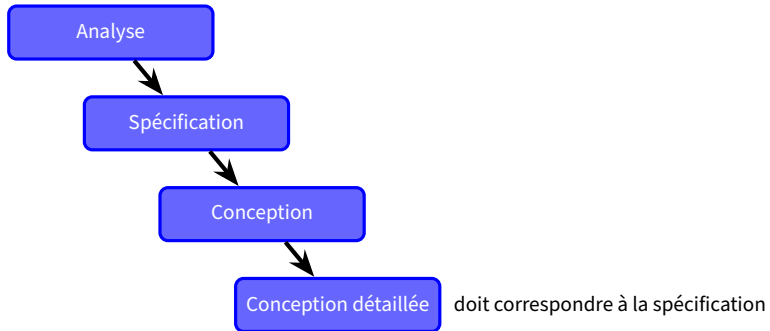 Analyse
Spécification
Conception
Conception détaillée doit correspondre à la spécification